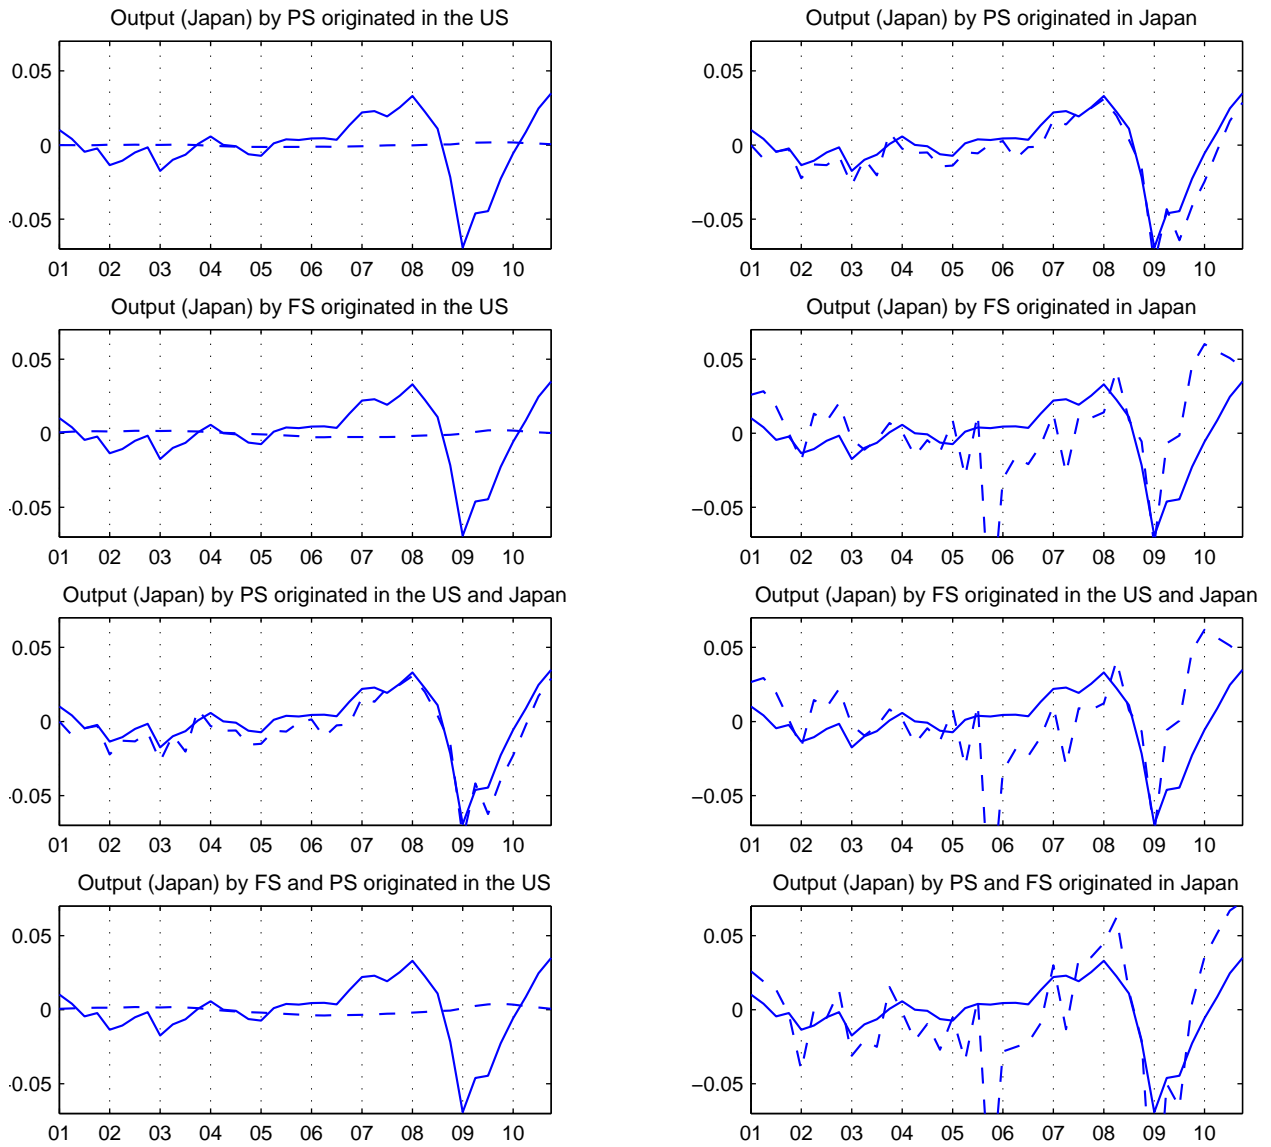 Output (Japan) by PS originated in the US
Output (Japan) by PS originated in Japan
0.05
0
-0.05
01 02 03 04 05 06 07 08 09 10
0.05
0
−0.05
01 02 03 04 05 06 07 08 09 10
Output (Japan) by FS originated in the US
Output (Japan) by FS originated in Japan
0.05
0
-0.05
01 02 03 04 05 06 07 08 09 10
0.05
0
−0.05
01 02 03 04 05 06 07 08 09 10
Output (Japan) by PS originated in the US and Japan
Output (Japan) by FS originated in the US and Japan
0.05
0
-0.05
01 02 03 04 05 06 07 08 09 10
0.05
0
−0.05
01 02 03 04 05 06 07 08 09 10
Output (Japan) by FS and PS originated in the US
Output (Japan) by PS and FS originated in Japan
0.05
0
-0.05
01 02 03 04 05 06 07 08 09 10
0.05
0
−0.05
01 02 03 04 05 06 07 08 09 10